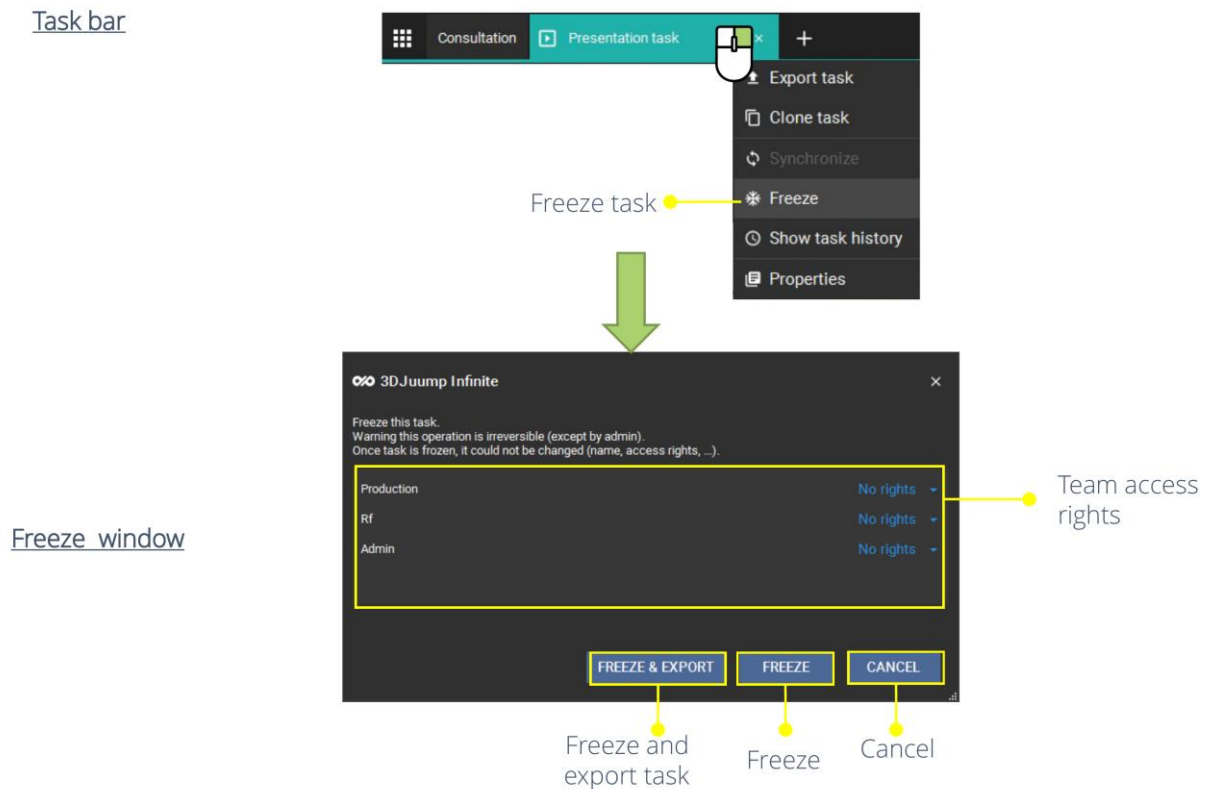 Task bar
Consultation
Presentation task
Export task
Clone task
Synchronize
Freeze task
Freeze
Show task history
Properties
3DJuump Infinite
Freeze this task.
Warning this operation is irreversible (except by admin).
Once task is frozen, it could not be changed (name, access rights, ...).
Production No rights
Rf No rights
Admin No rights
Team access
rights
Freeze window
FREEZE & EXPORT FREEZE CANCEL
Freeze and
export task
Freeze
Cancel